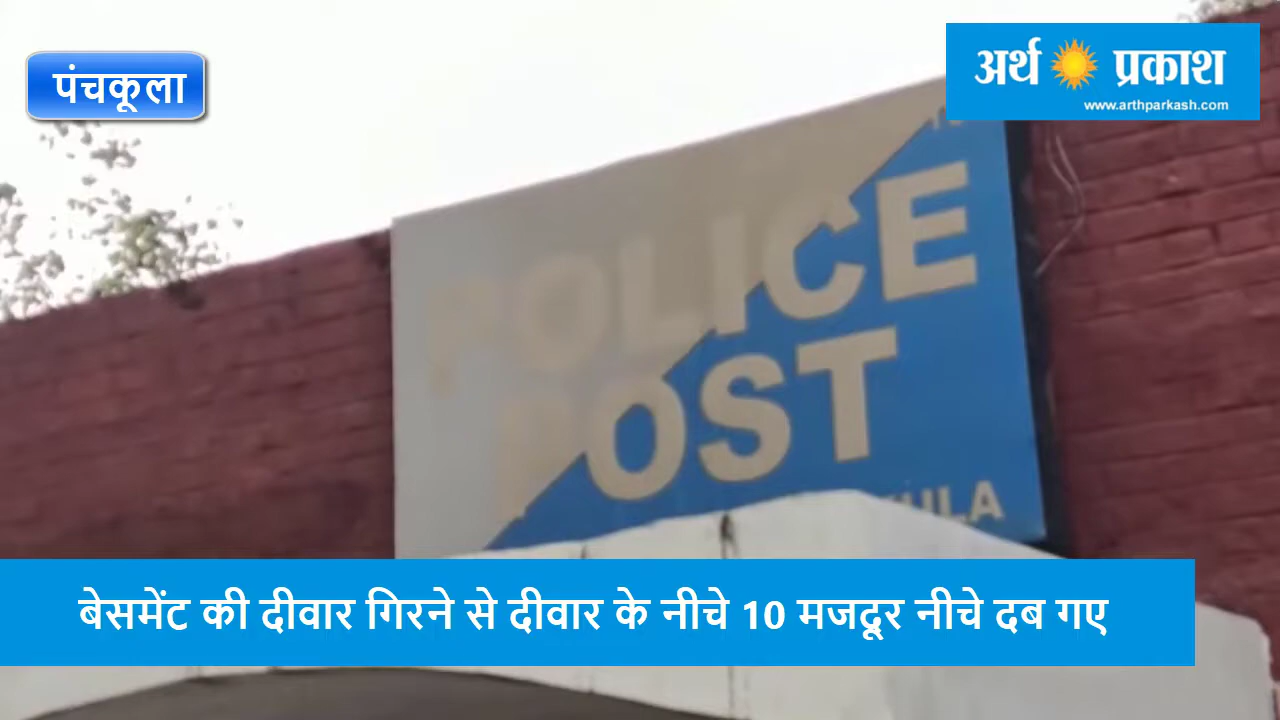 पंचकूला
अर्थ प्रकाश
www.arthparkash.com
POLICE
POST
बेसमेंट की दीवार गिरने से दीवार के नीचे 10 मजदूर नीचे दब गए